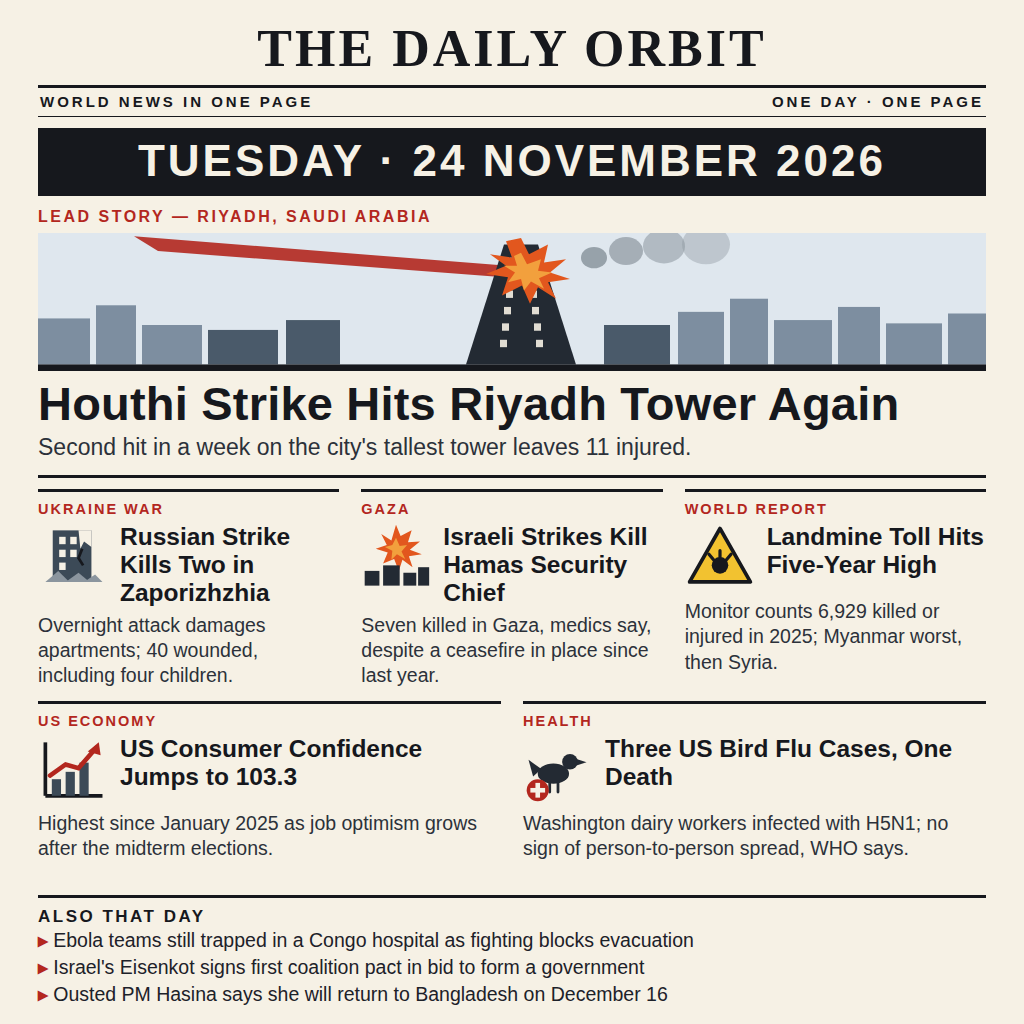 THE DAILY ORBIT
WORLD NEWS IN ONE PAGE
ONE DAY · ONE PAGE
TUESDAY · 24 NOVEMBER 2026
LEAD STORY — RIYADH, SAUDI ARABIA
Houthi Strike Hits Riyadh Tower Again
Second hit in a week on the city's tallest tower leaves 11 injured.
UKRAINE WAR
Russian Strike
Kills Two in
Zaporizhzhia
Overnight attack damages
apartments; 40 wounded,
including four children.
GAZA
Israeli Strikes Kill
Hamas Security
Chief
Seven killed in Gaza, medics say,
despite a ceasefire in place since
last year.
WORLD REPORT
Landmine Toll Hits
Five-Year High
Monitor counts 6,929 killed or
injured in 2025; Myanmar worst,
then Syria.
US ECONOMY
US Consumer Confidence
Jumps to 103.3
Highest since January 2025 as job optimism grows
after the midterm elections.
HEALTH
Three US Bird Flu Cases, One
Death
Washington dairy workers infected with H5N1; no
sign of person-to-person spread, WHO says.
ALSO THAT DAY
▶ Ebola teams still trapped in a Congo hospital as fighting blocks evacuation
▶ Israel's Eisenkot signs first coalition pact in bid to form a government
▶ Ousted PM Hasina says she will return to Bangladesh on December 16